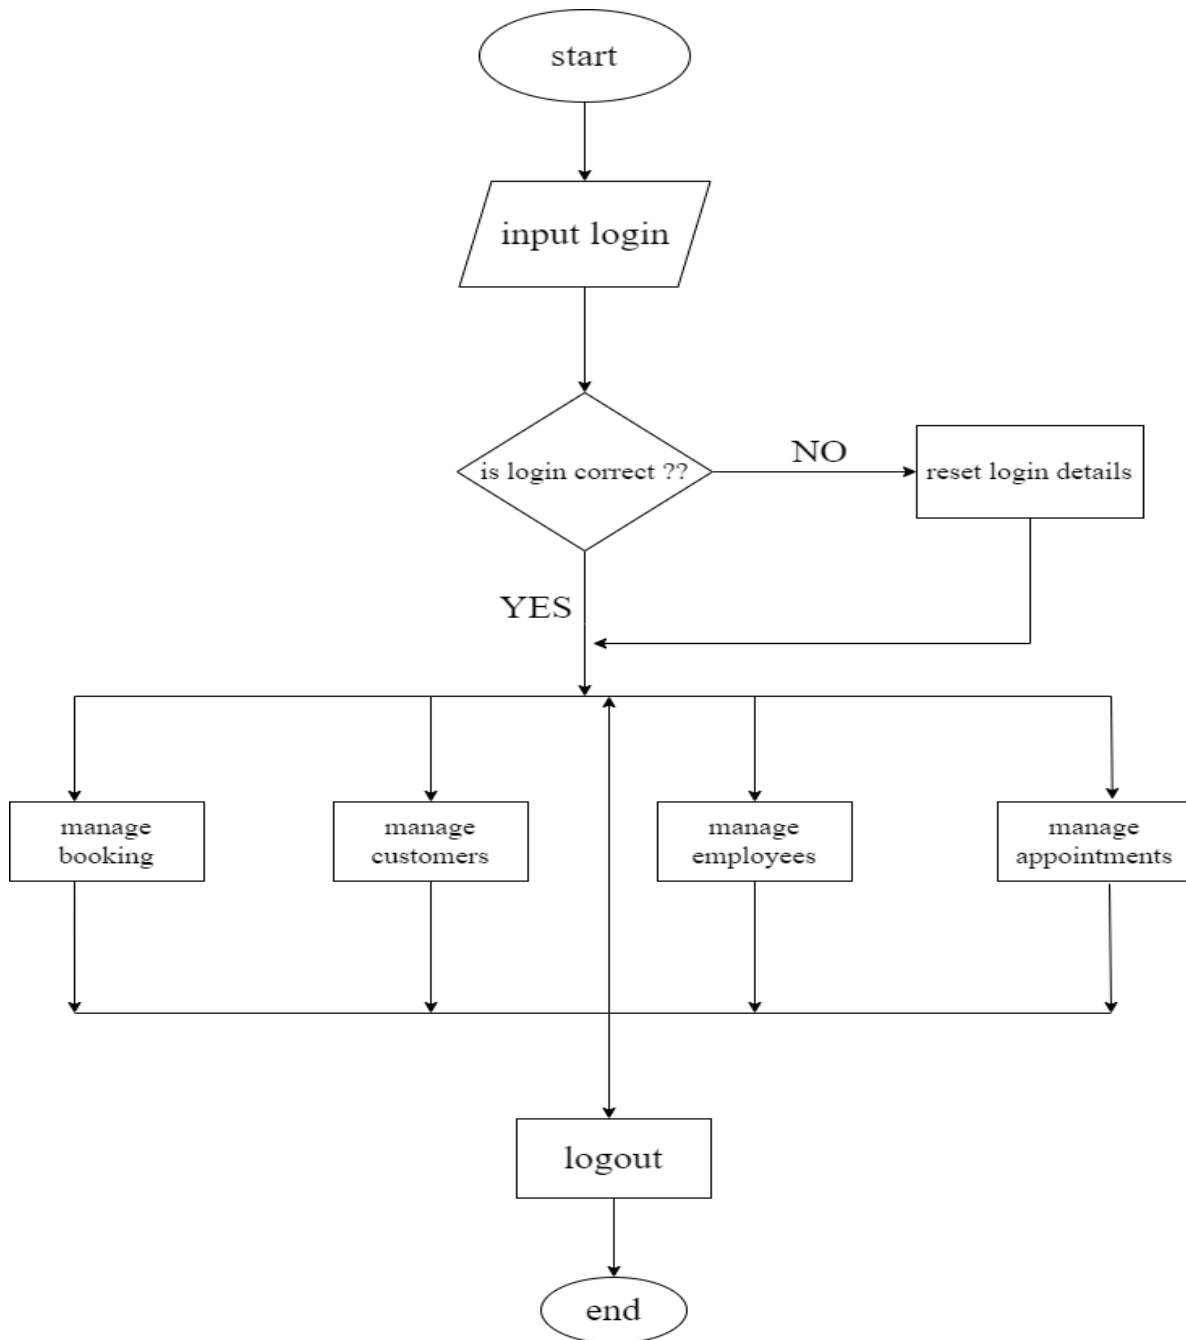 start
input login
is login correct ??
NO
reset login details
YES
manage
booking
manage
customers
manage
employees
manage
appointments
logout
end